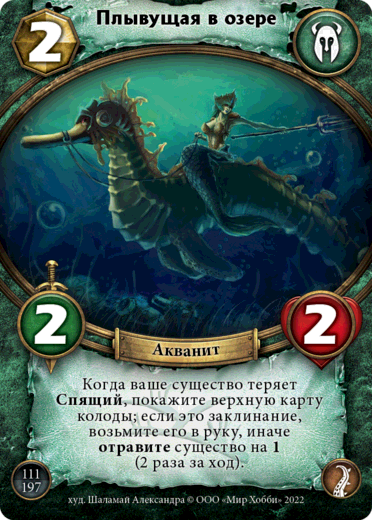 Плывущая в озере
2
2
2
Акванит
Когда ваше существо теряет
Спящий, покажите верхнюю карту
колоды; если это заклинание,
возьмите его в руку, иначе
отравите существо на 1
(2 раза за ход).
111
197
худ. Шаламай Александра © ООО «Мир Хобби» 2022